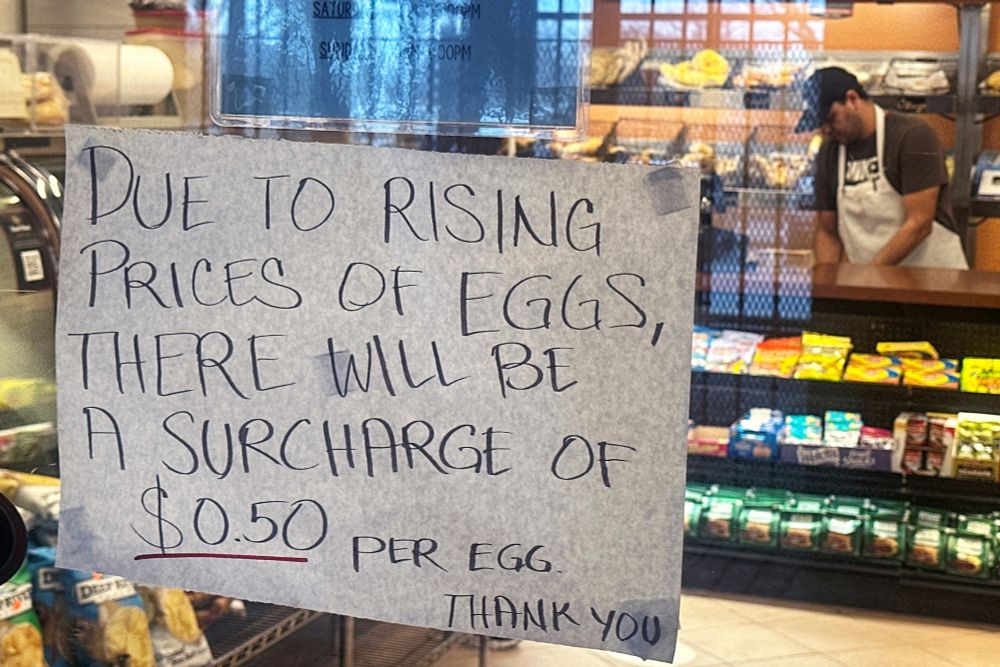 DUE TO RISING
PRICES OF EGGS,
THERE WILL BE
A SURCHARGE OF
$0.50 PER EGG.
THANK YOU